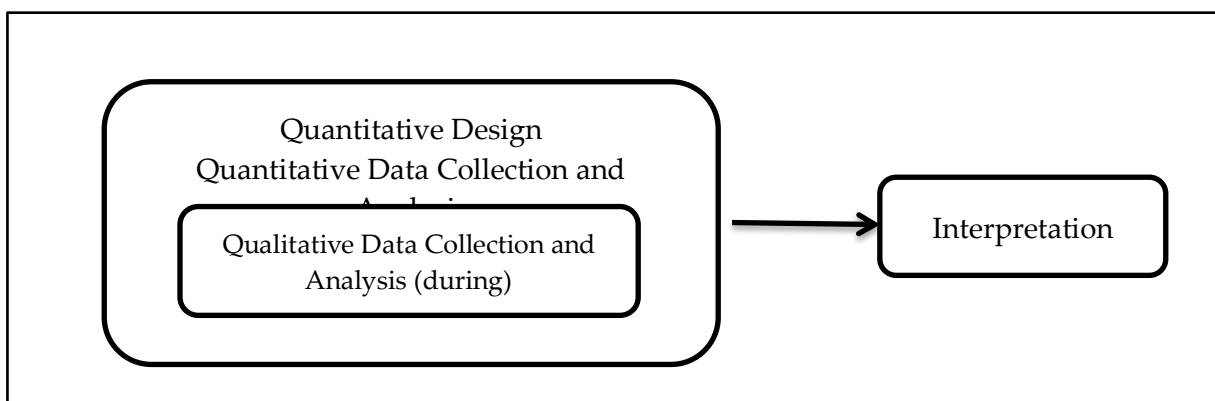 Quantitative Design
Quantitative Data Collection and
Qualitative Data Collection and
Analysis (during)
Interpretation